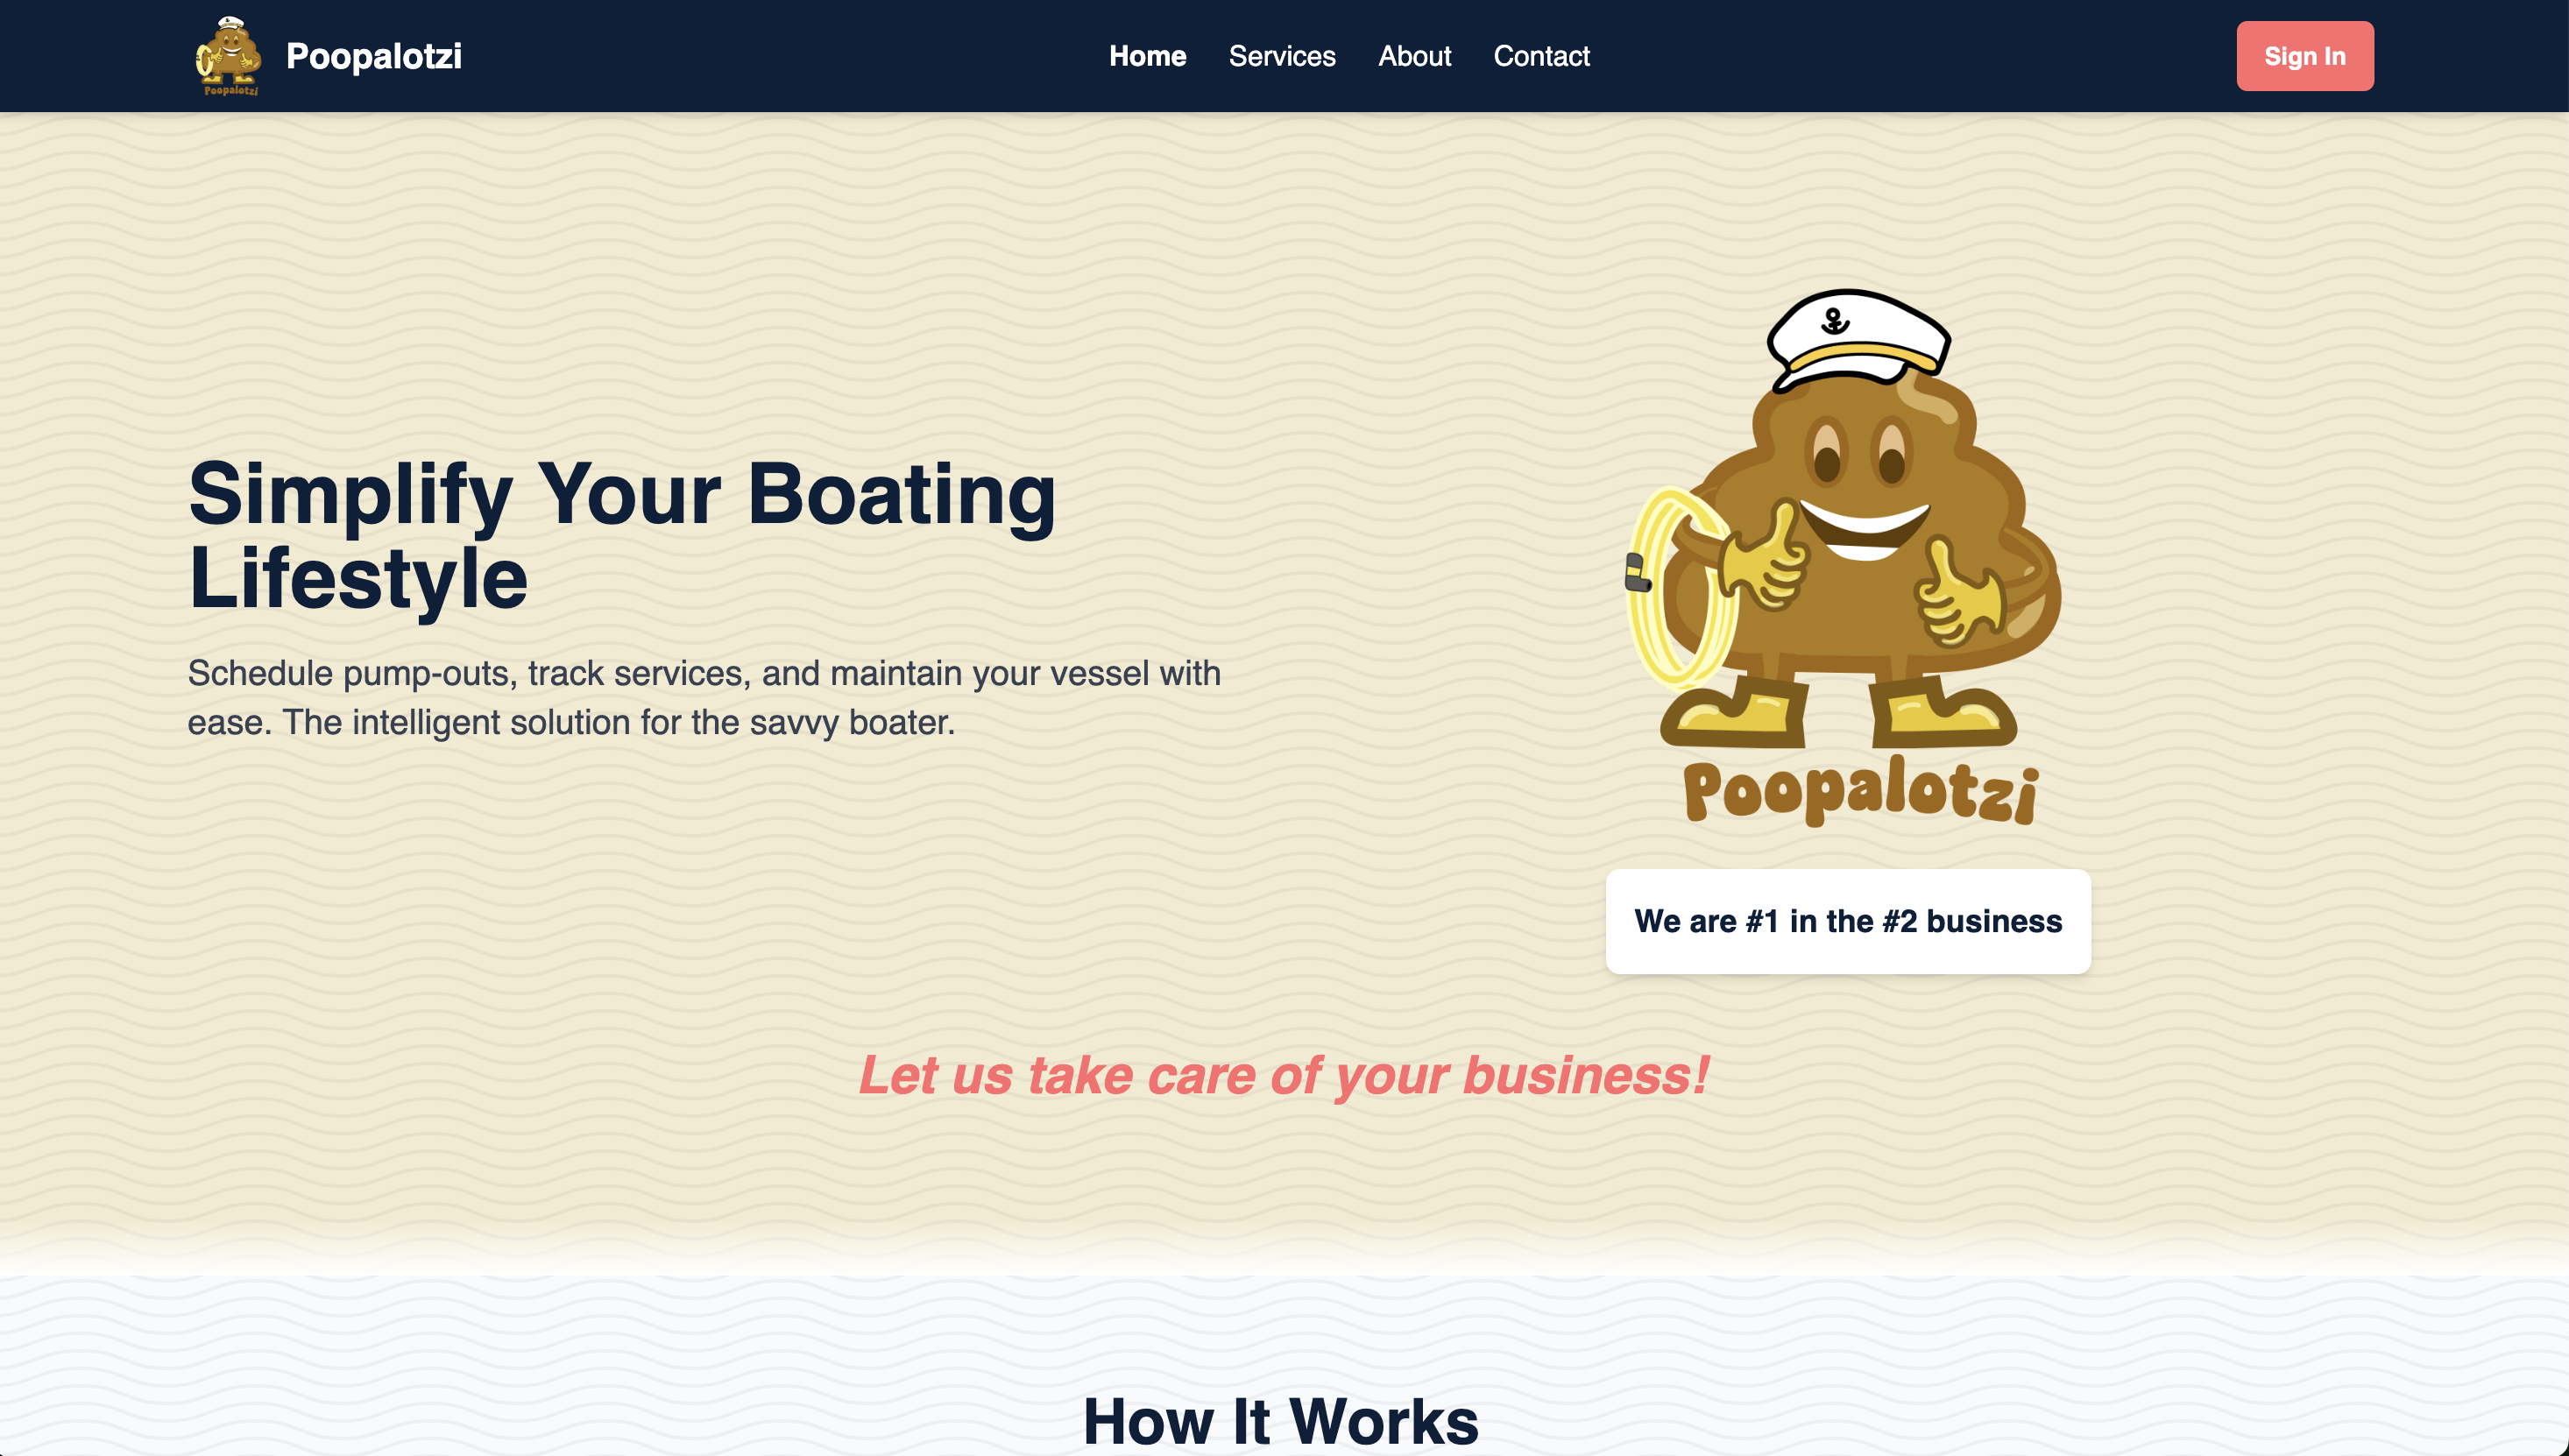 Poopalotzi
Poopalotzi
Home
Services
About
Contact
Sign In
Simplify Your Boating
Lifestyle
Schedule pump-outs, track services, and maintain your vessel with
ease. The intelligent solution for the savvy boater.
Poopalotzi
We are #1 in the #2 business
Let us take care of your business!
How It Works